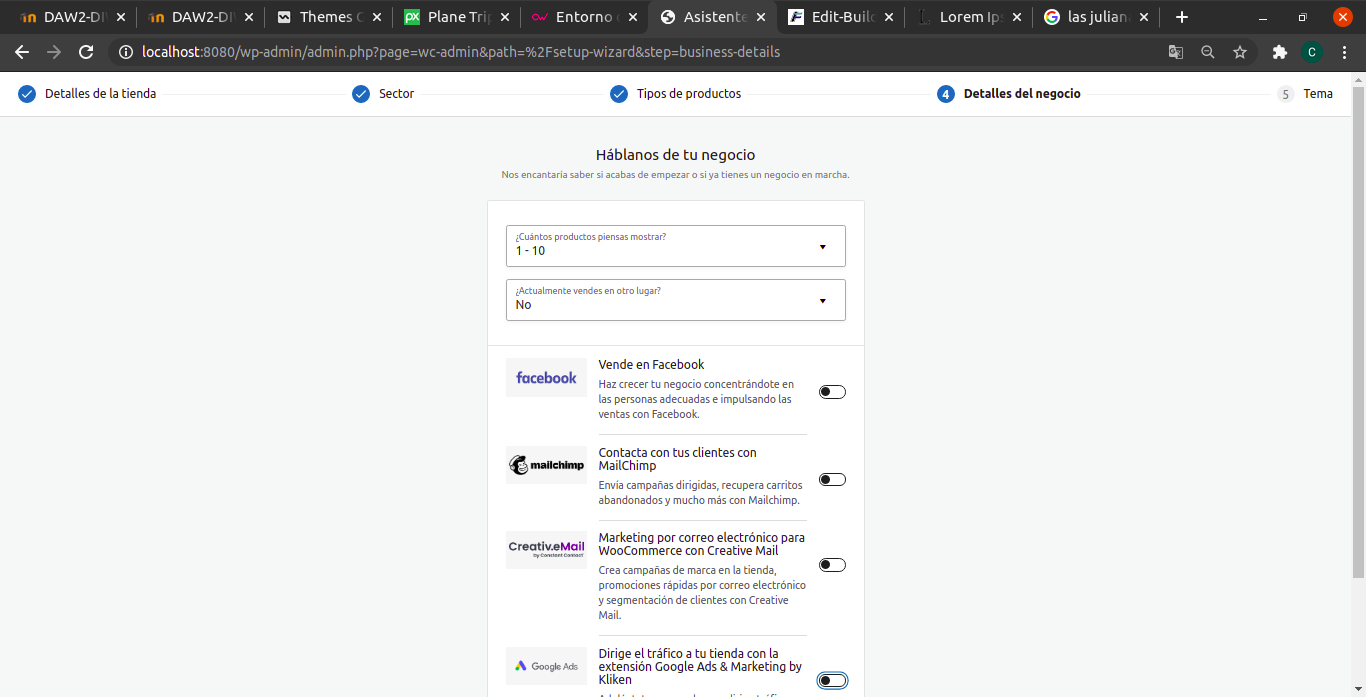 DAW2-DI
DAW2-DI
Themes C
Plane Trip
Entorno
Asistente
Edit-Buil
Lorem Ips
las julian
localhost:8080/wp-admin/admin.php?page=wc-admin&path=%2Fsetup-wizard&step=business-details
C
Detalles de la tienda
Sector
Tipos de productos
4 Detalles del negocio
5 Tema
Háblanos de tu negocio
Nos encantaría saber si acabas de empezar o si ya tienes un negocio en marcha.
¿Cuántos productos piensas mostrar?
1 - 10
¿Actualmente vendes en otro lugar?
No
facebook
Vende en Facebook
Haz crecer tu negocio concentrándote en
las personas adecuadas e impulsando las
ventas con Facebook.
mailchimp
Contacta con tus clientes con
MailChimp
Envía campañas dirigidas, recupera carritos
abandonados y mucho más con Mailchimp.
Creativ.eMail
by Constant Contact
Marketing por correo electrónico para
WooCommerce con Creative Mail
Crea campañas de marca en la tienda,
promociones rápidas por correo electrónico
y segmentación de clientes con Creative
Mail.
Google Ads
Dirige el tráfico a tu tienda con la
extensión Google Ads & Marketing by
Kliken